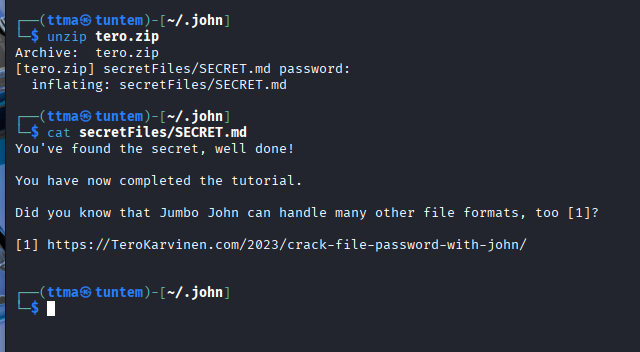 ┌──(ttma㉿tuntem)-[~/.john]
└─$ unzip tero.zip
Archive:  tero.zip
[tero.zip] secretFiles/SECRET.md password:
  inflating: secretFiles/SECRET.md
┌──(ttma㉿tuntem)-[~/.john]
└─$ cat secretFiles/SECRET.md
You've found the secret, well done!
You have now completed the tutorial.
Did you know that Jumbo John can handle many other file formats, too [1]?
[1] https://TeroKarvinen.com/2023/crack-file-password-with-john/
┌──(ttma㉿tuntem)-[~/.john]
└─$